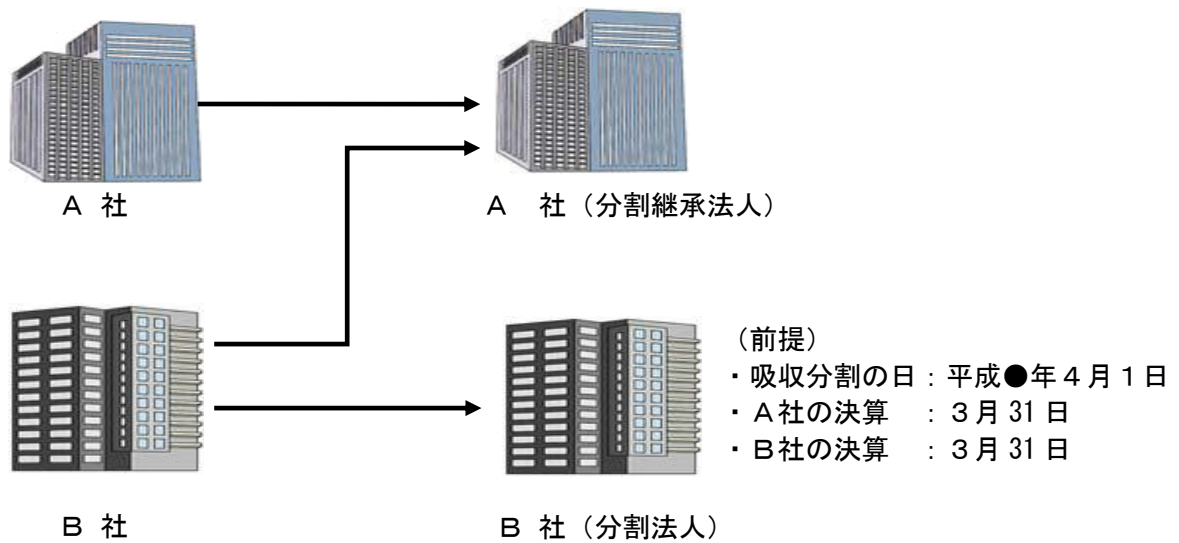 Ａ 社
Ａ　社（分割継承法人）
（前提）
・吸収分割の日：平成●年４月１日
・Ａ社の決算　：３月 31 日
・Ｂ社の決算　：３月 31 日
Ｂ 社
Ｂ 社（分割法人）